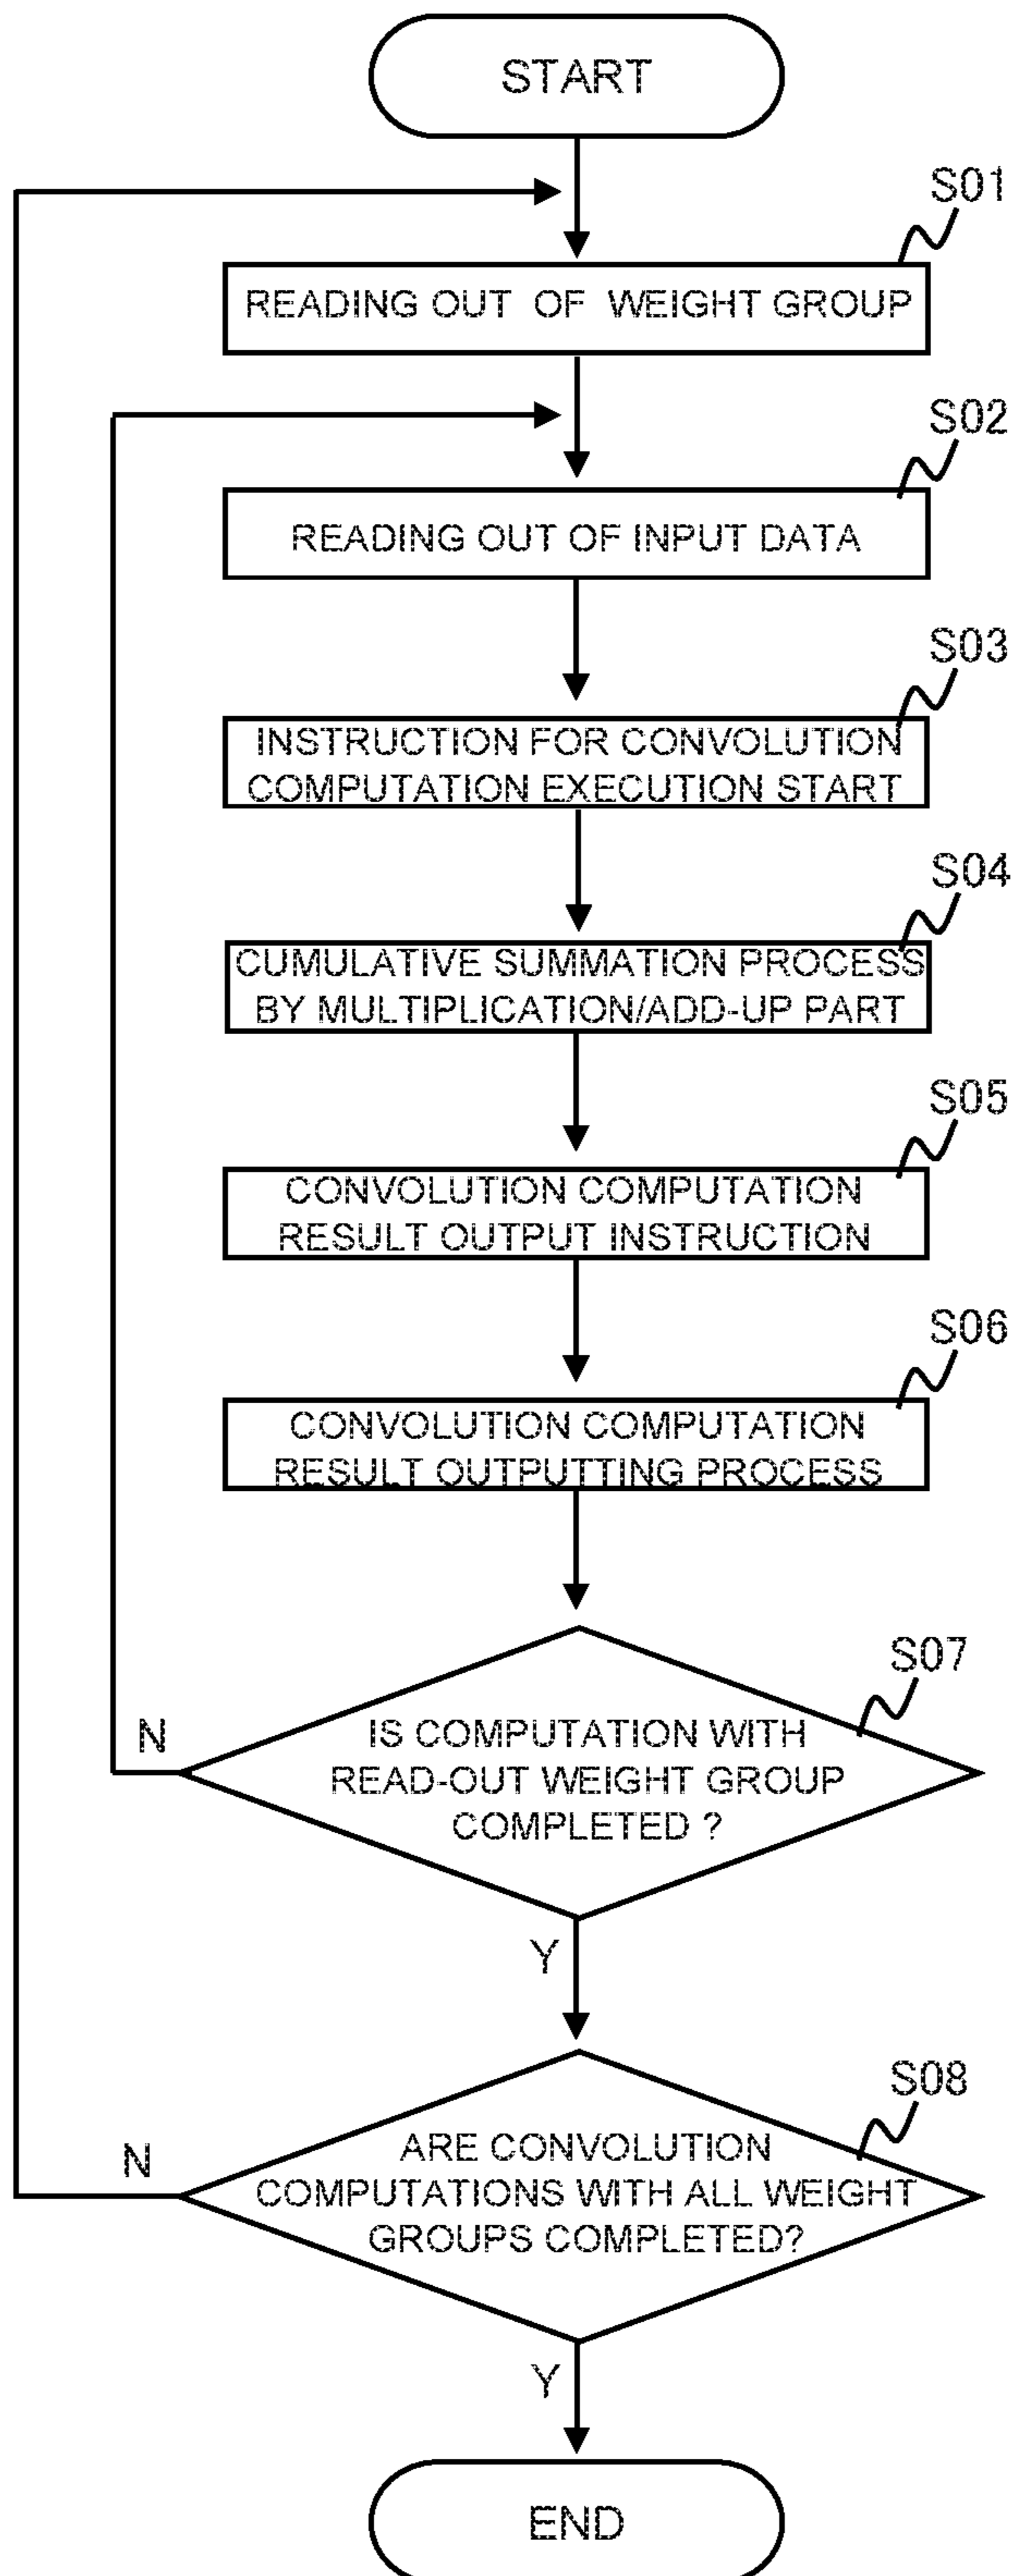 START
S01
READING OUT OF WEIGHT GROUP
S02
READING OUT OF INPUT DATA
S03
INSTRUCTION FOR CONVOLUTION
COMPUTATION EXECUTION START
S04
CUMULATIVE SUMMATION PROCESS
BY MULTIPLICATION/ADD-UP PART
S05
CONVOLUTION COMPUTATION
RESULT OUTPUT INSTRUCTION
S06
CONVOLUTION COMPUTATION
RESULT OUTPUTTING PROCESS
S07
N
IS COMPUTATION WITH
READ-OUT WEIGHT GROUP
COMPLETED ?
Y
S08
N
ARE CONVOLUTION
COMPUTATIONS WITH ALL WEIGHT
GROUPS COMPLETED?
Y
END